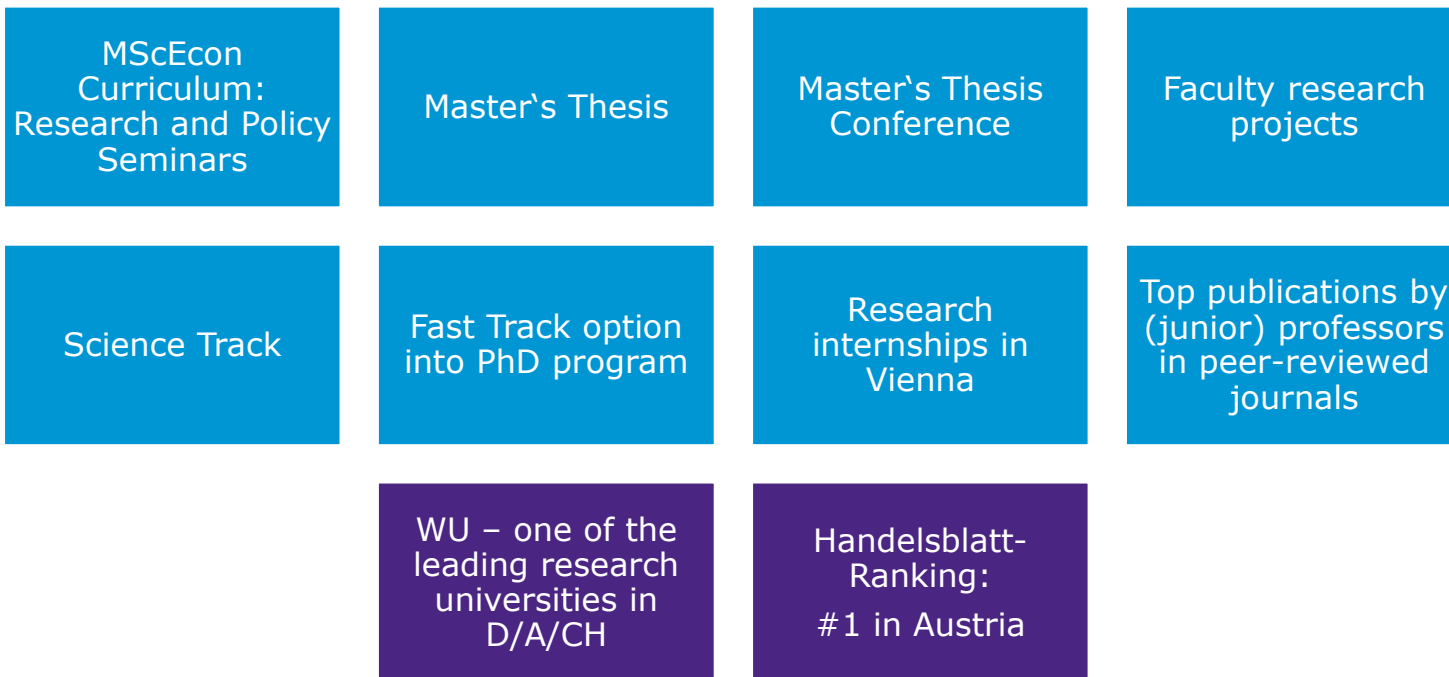 MScEcon
Curriculum:
Research and Policy
Seminars
Master‘s Thesis
Master‘s Thesis
Conference
Faculty research
projects
Science Track
Fast Track option
into PhD program
Research
internships in
Vienna
Top publications by
(junior) professors
in peer-reviewed
journals
WU – one of the
leading research
universities in
D/A/CH
Handelsblatt-
Ranking:
#1 in Austria